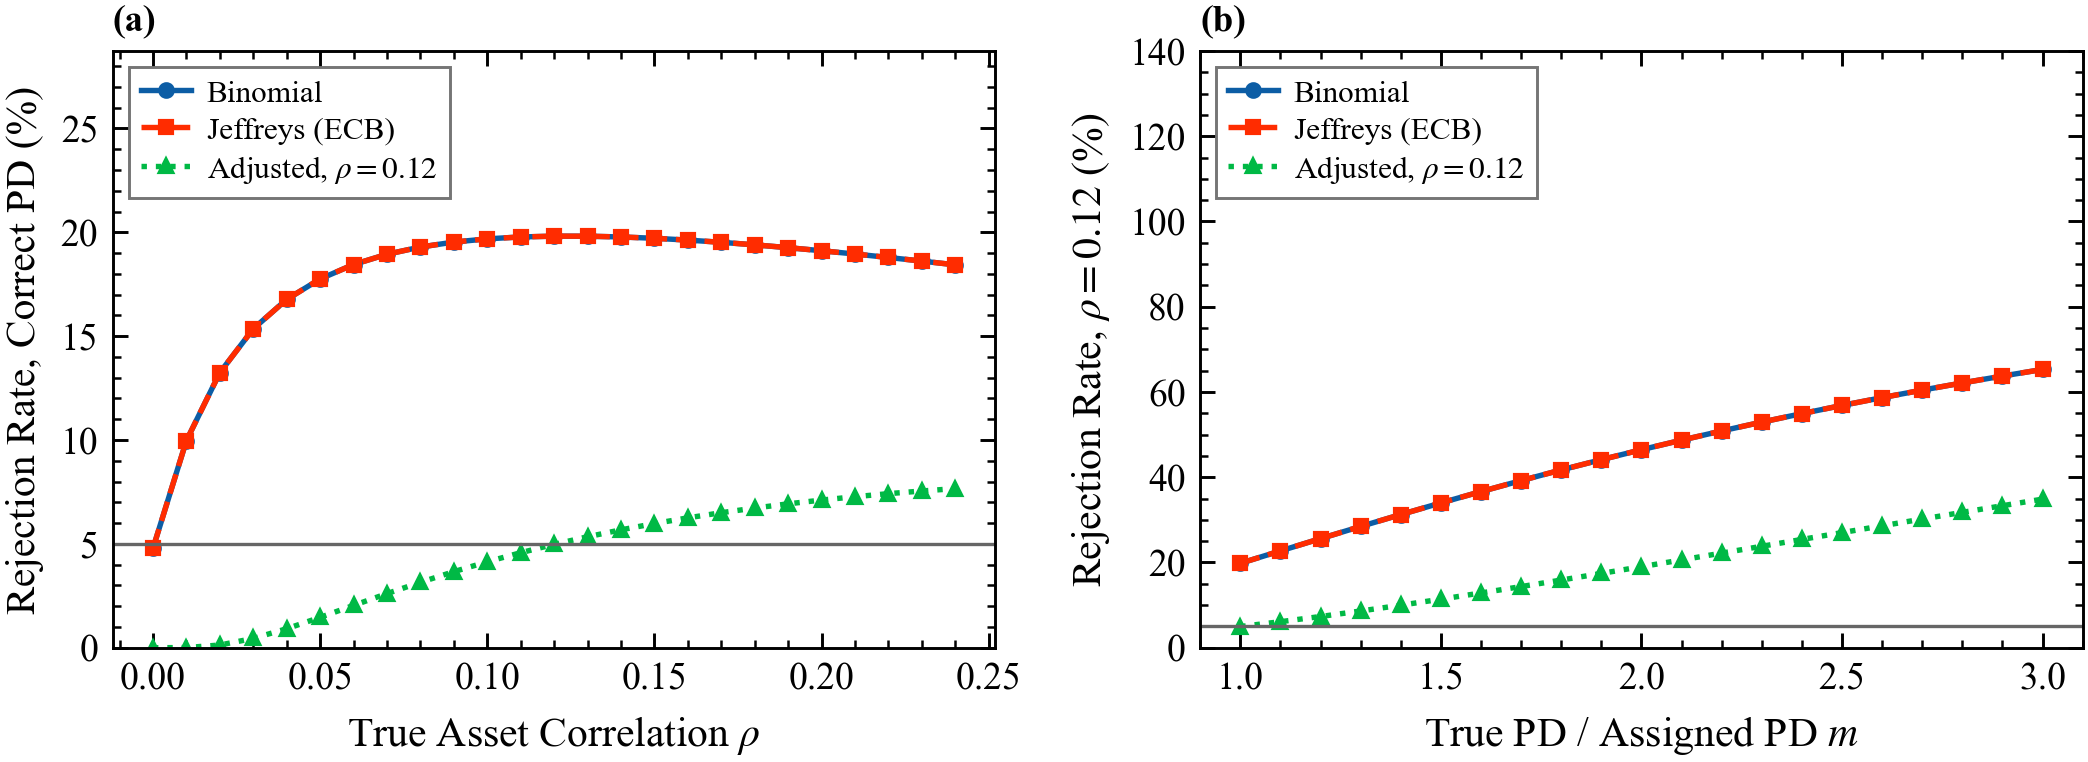 (a)
Rejection Rate, Correct PD (%)
25
20
15
10
5
0
Binomial
Jeffreys (ECB)
Adjusted, ρ = 0.12
0.00 0.05 0.10 0.15 0.20 0.25
True Asset Correlation ρ
(b)
Rejection Rate, ρ = 0.12 (%)
140
120
100
80
60
40
20
0
Binomial
Jeffreys (ECB)
Adjusted, ρ = 0.12
1.0 1.5 2.0 2.5 3.0
True PD / Assigned PD m